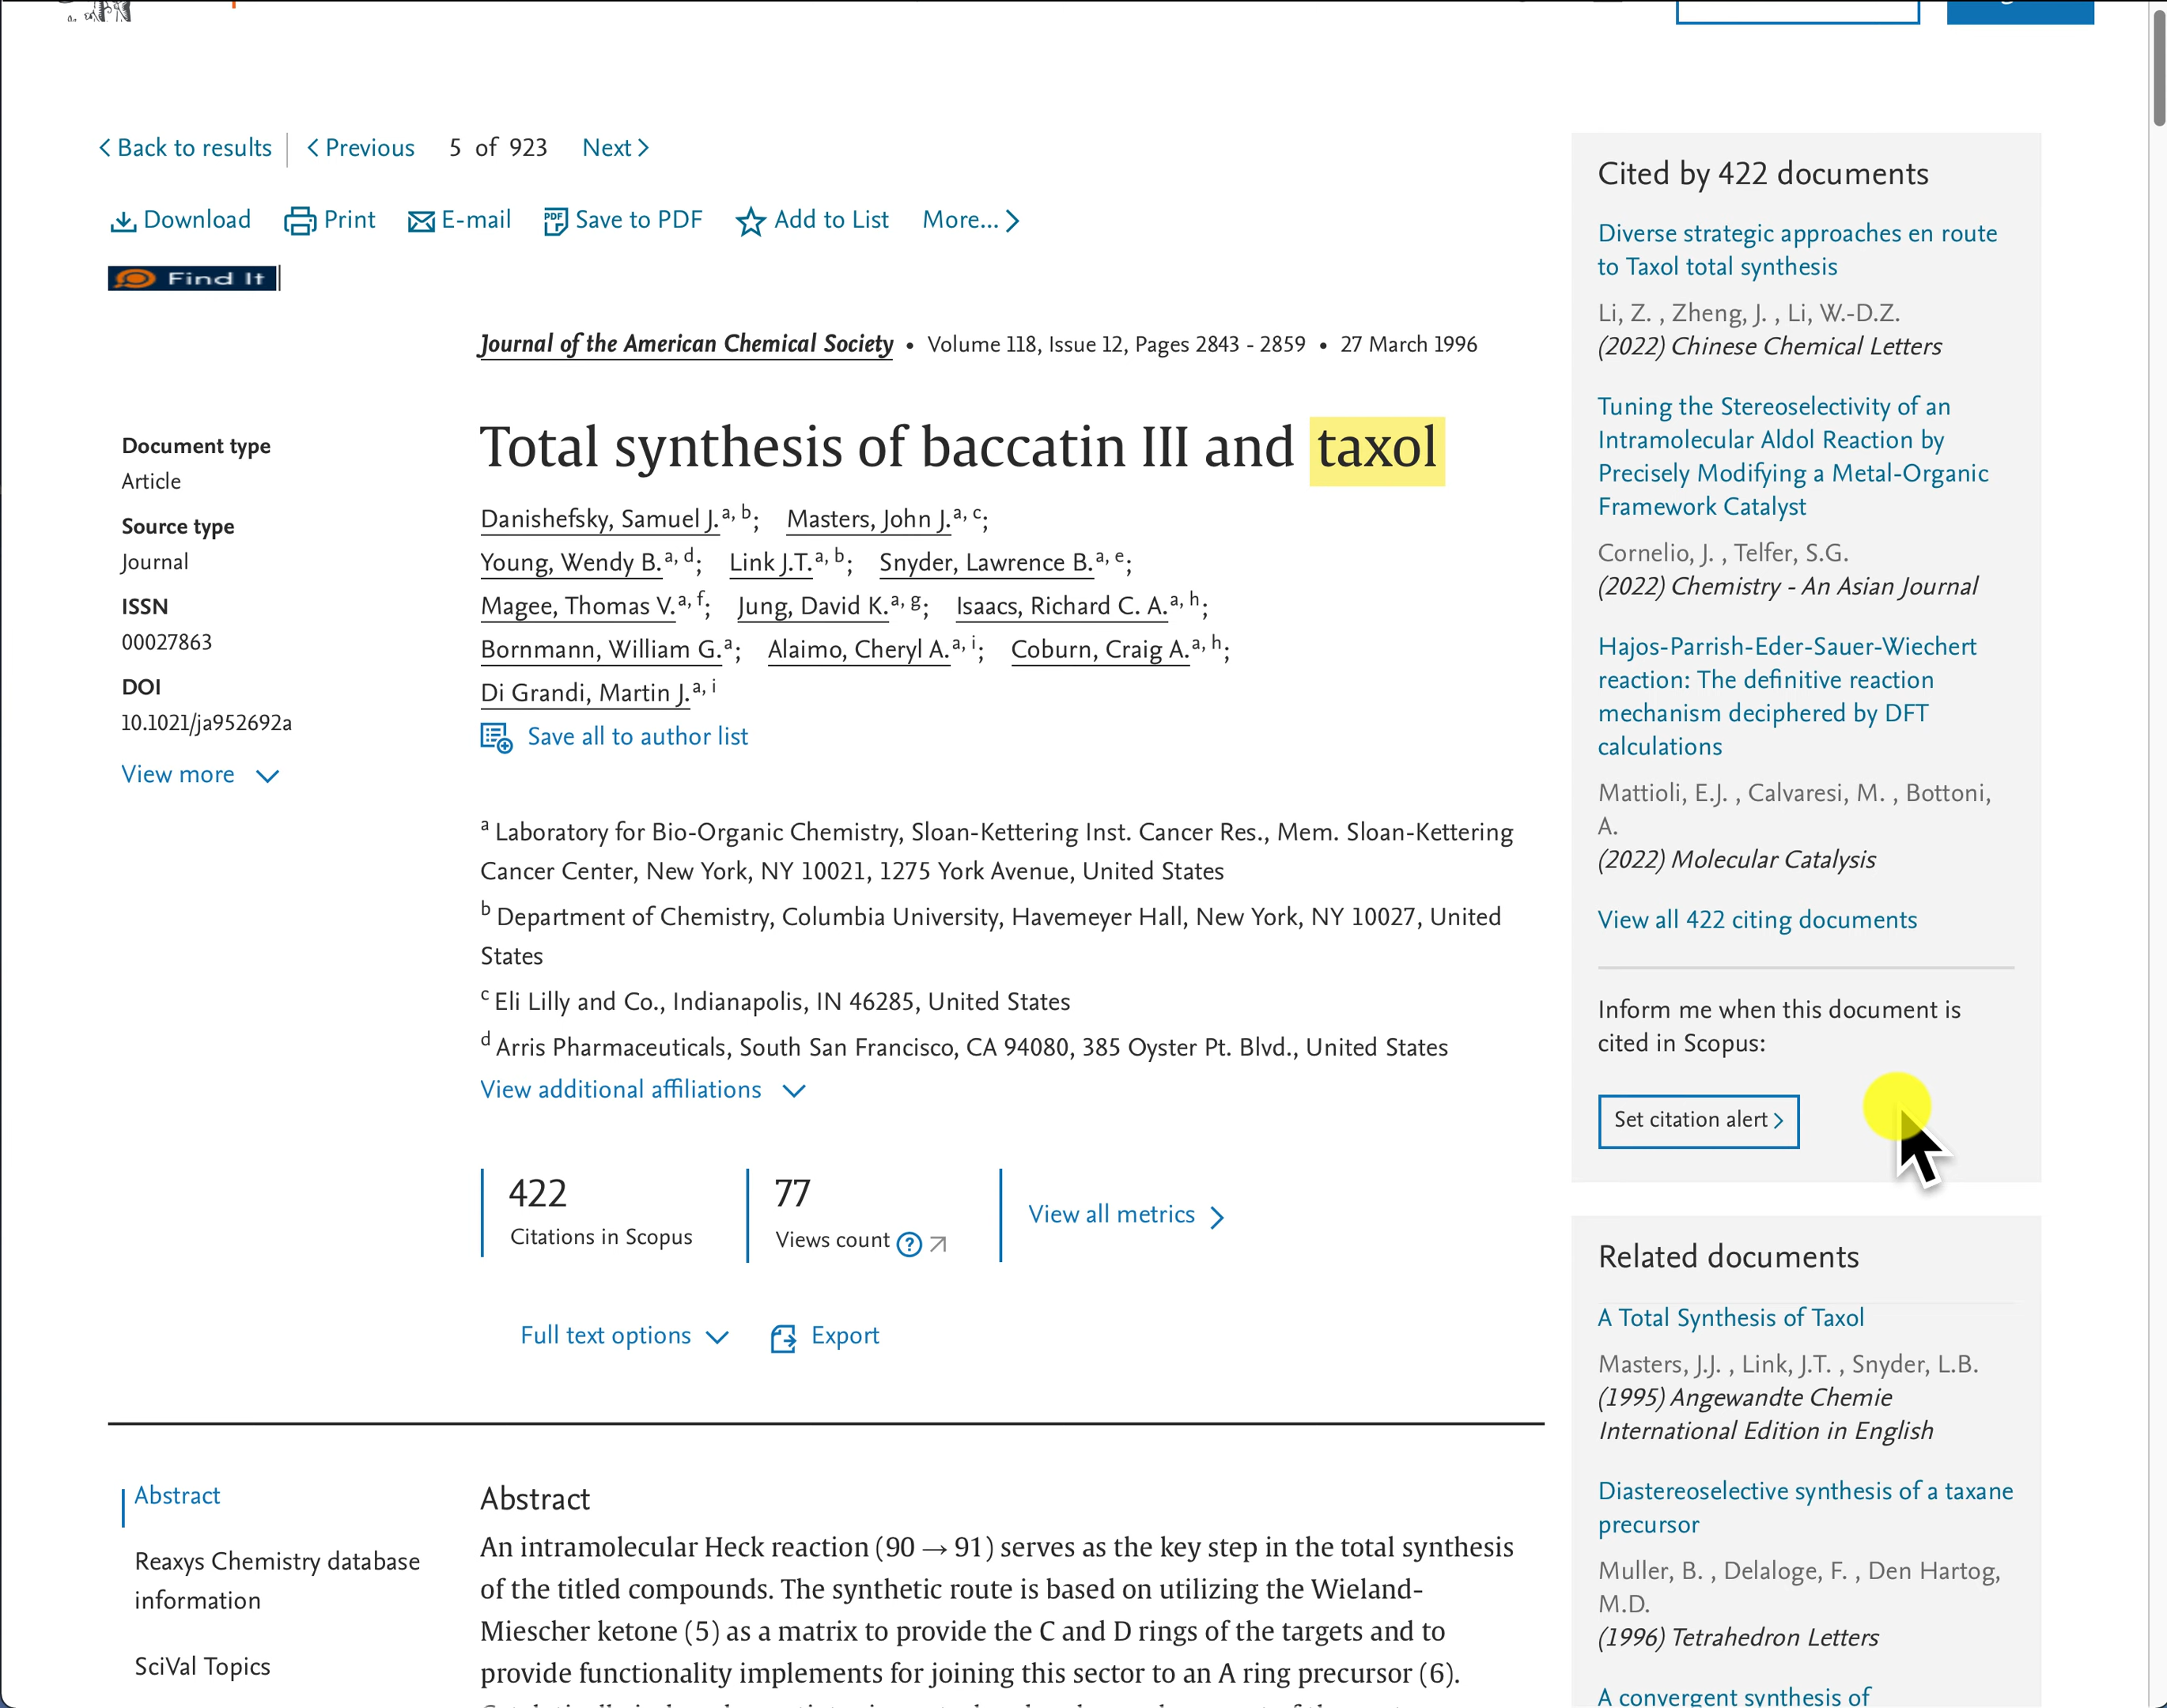 Back to results
Previous 5 of 923 Next
Download Print E-mail Save to PDF Add to List More...
Find It
Journal of the American Chemical Society • Volume 118, Issue 12, Pages 2843 - 2859 • 27 March 1996
Document type
Article
Source type
Journal
ISSN
00027863
DOI
10.1021/ja952692a
View more
Total synthesis of baccatin III and taxol
Danishefsky, Samuel J.a, b; Masters, John J.a, c;
Young, Wendy B.a, d; Link J.T.a, b; Snyder, Lawrence B.a, e;
Magee, Thomas V.a, f; Jung, David K.a, g; Isaacs, Richard C. A.a, h;
Bornmann, William G.a; Alaimo, Cheryl A.a, i; Coburn, Craig A.a, h;
Di Grandi, Martin J.a, i
Save all to author list
a Laboratory for Bio-Organic Chemistry, Sloan-Kettering Inst. Cancer Res., Mem. Sloan-Kettering
Cancer Center, New York, NY 10021, 1275 York Avenue, United States
b Department of Chemistry, Columbia University, Havemeyer Hall, New York, NY 10027, United
States
c Eli Lilly and Co., Indianapolis, IN 46285, United States
d Arris Pharmaceuticals, South San Francisco, CA 94080, 385 Oyster Pt. Blvd., United States
View additional affiliations
422
Citations in Scopus
77
Views count ?
View all metrics
Full text options Export
Abstract
Reaxys Chemistry database
information
SciVal Topics
Abstract
An intramolecular Heck reaction (90 → 91) serves as the key step in the total synthesis
of the titled compounds. The synthetic route is based on utilizing the Wieland-
Miescher ketone (5) as a matrix to provide the C and D rings of the targets and to
provide functionality implements for joining this sector to an A ring precursor (6).
Cited by 422 documents
Diverse strategic approaches en route
to Taxol total synthesis
Li, Z. , Zheng, J. , Li, W.-D.Z.
(2022) Chinese Chemical Letters
Tuning the Stereoselectivity of an
Intramolecular Aldol Reaction by
Precisely Modifying a Metal-Organic
Framework Catalyst
Cornelio, J. , Telfer, S.G.
(2022) Chemistry - An Asian Journal
Hajos-Parrish-Eder-Sauer-Wiechert
reaction: The definitive reaction
mechanism deciphered by DFT
calculations
Mattioli, E.J. , Calvaresi, M. , Bottoni,
A.
(2022) Molecular Catalysis
View all 422 citing documents
Inform me when this document is
cited in Scopus:
Set citation alert
Related documents
A Total Synthesis of Taxol
Masters, J.J. , Link, J.T. , Snyder, L.B.
(1995) Angewandte Chemie
International Edition in English
Diastereoselective synthesis of a taxane
precursor
Muller, B. , Delaloge, F. , Den Hartog,
M.D.
(1996) Tetrahedron Letters
A convergent synthesis of